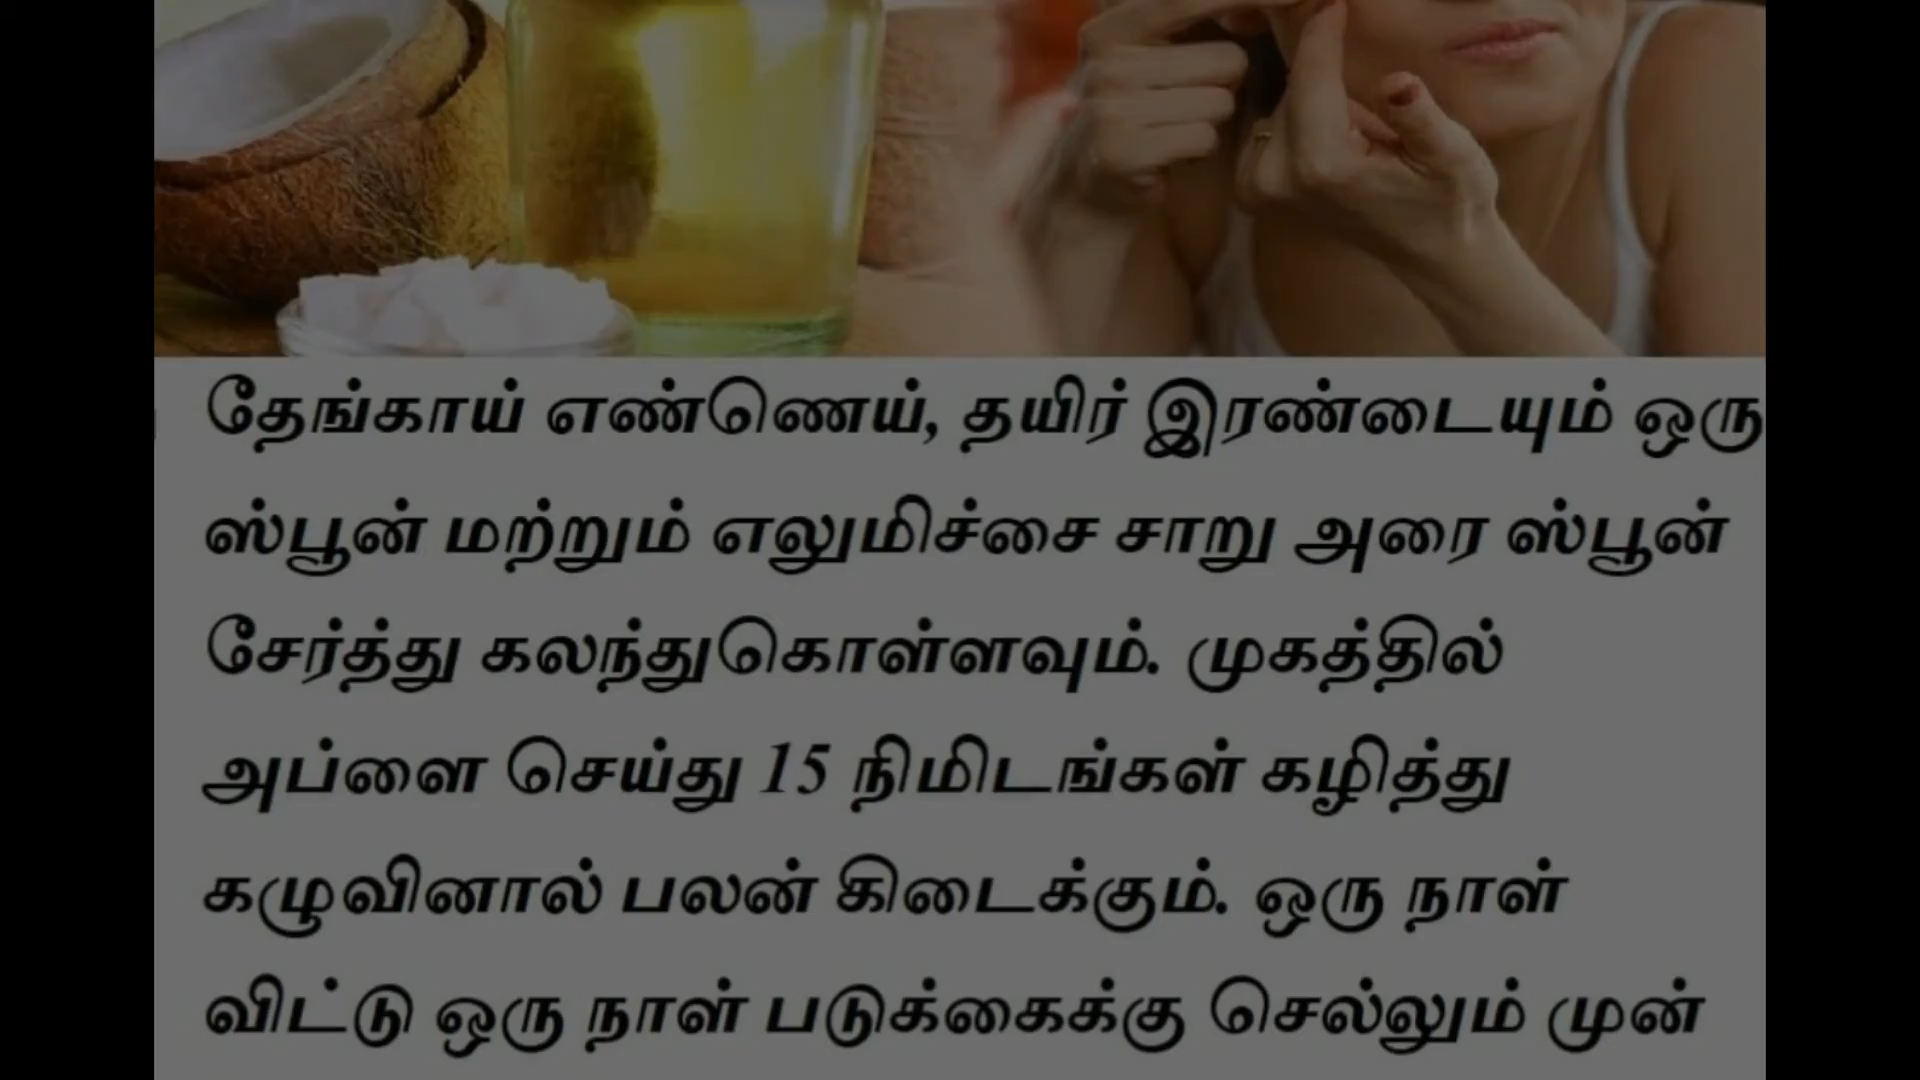 தேங்காய் எண்ணெய், தயிர் இரண்டையும் ஒரு
ஸ்பூன் மற்றும் எலுமிச்சை சாறு அரை ஸ்பூன்
சேர்த்து கலந்துகொள்ளவும். முகத்தில்
அப்ளை செய்து 15 நிமிடங்கள் கழித்து
கழுவினால் பலன் கிடைக்கும். ஒரு நாள்
விட்டு ஒரு நாள் படுக்கைக்கு செல்லும் முன்